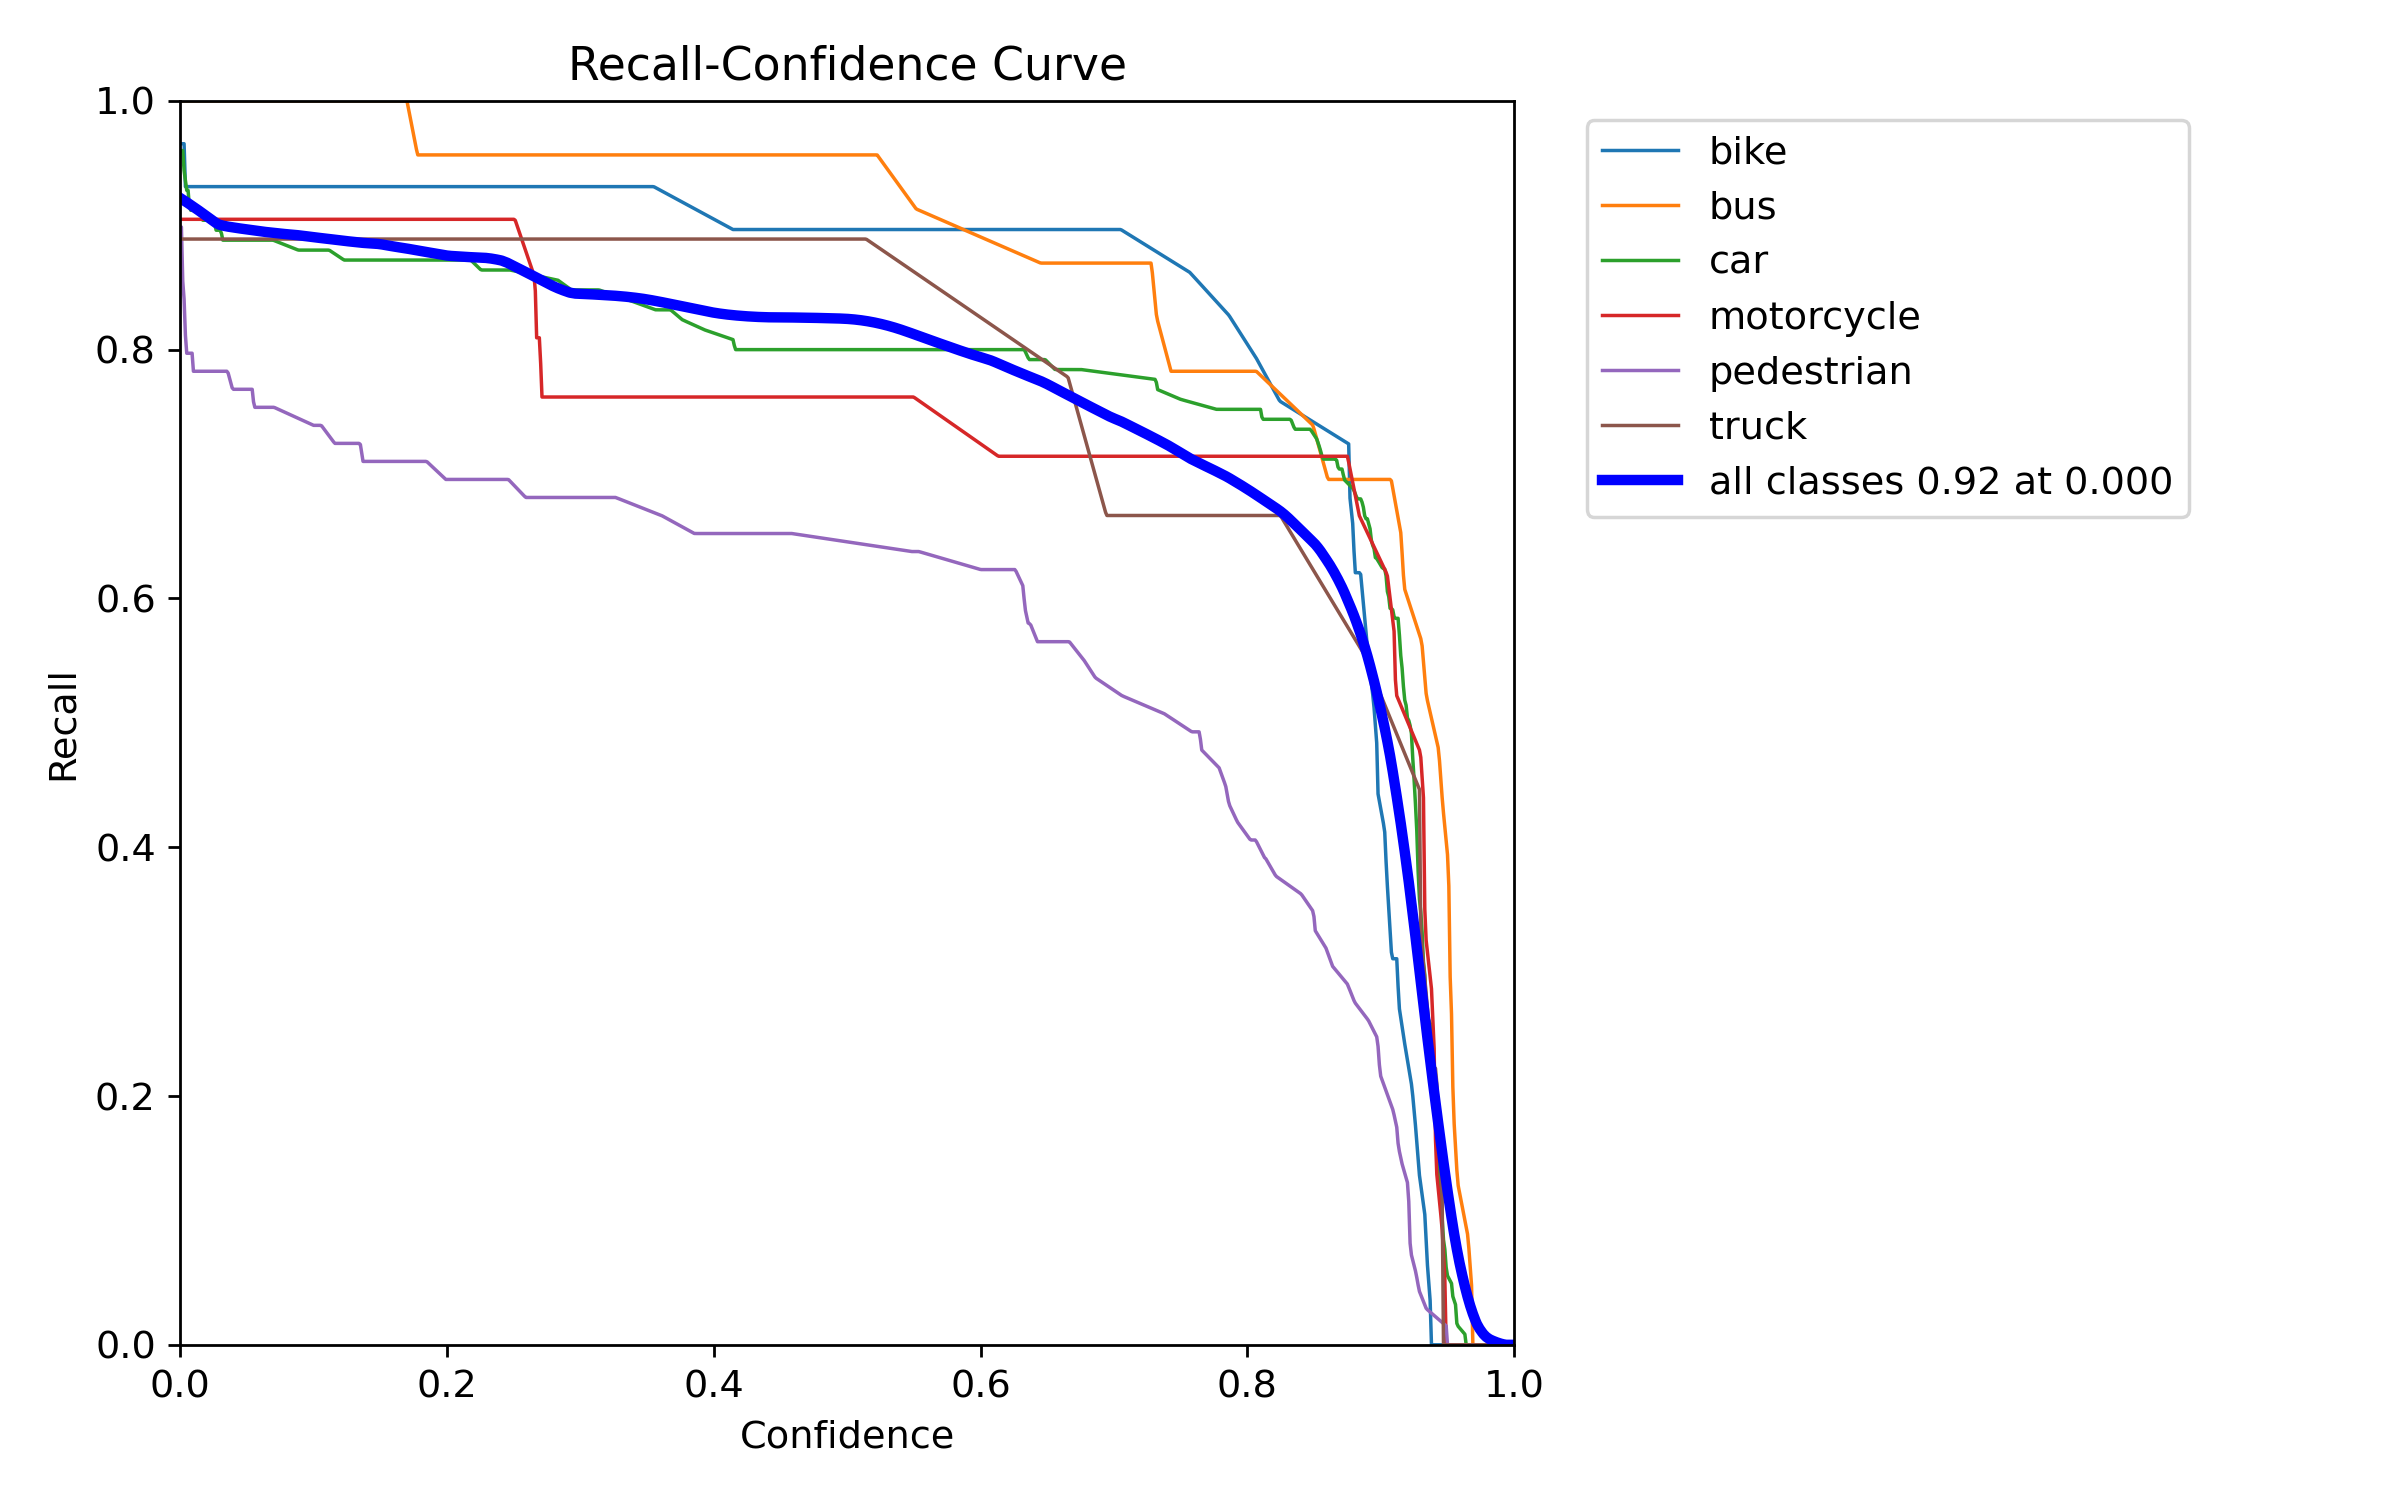 Recall-Confidence Curve
1.0
0.8
0.6
0.4
0.2
0.0
Recall
0.0 0.2 0.4 0.6 0.8 1.0
Confidence
bike
bus
car
motorcycle
pedestrian
truck
all classes 0.92 at 0.000